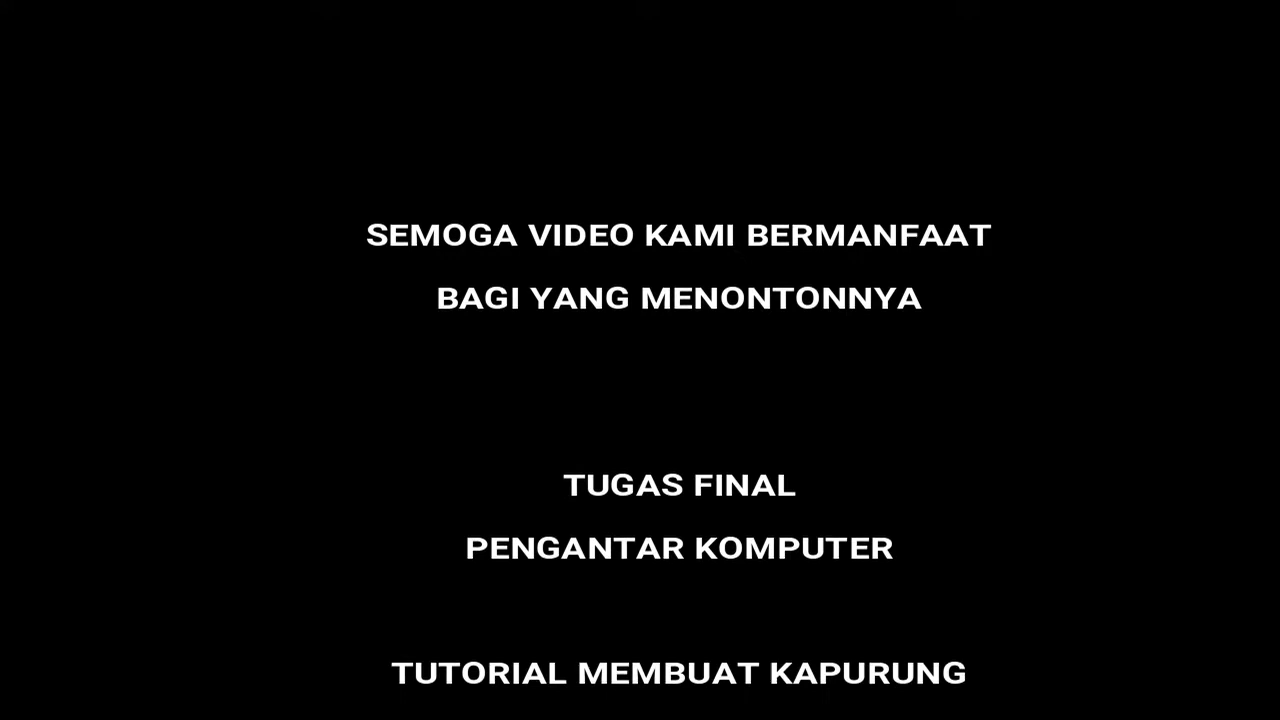 SEMOGA VIDEO KAMI BERMANFAAT
BAGI YANG MENONTONNYA
TUGAS FINAL
PENGANTAR KOMPUTER
TUTORIAL MEMBUAT KAPURUNG